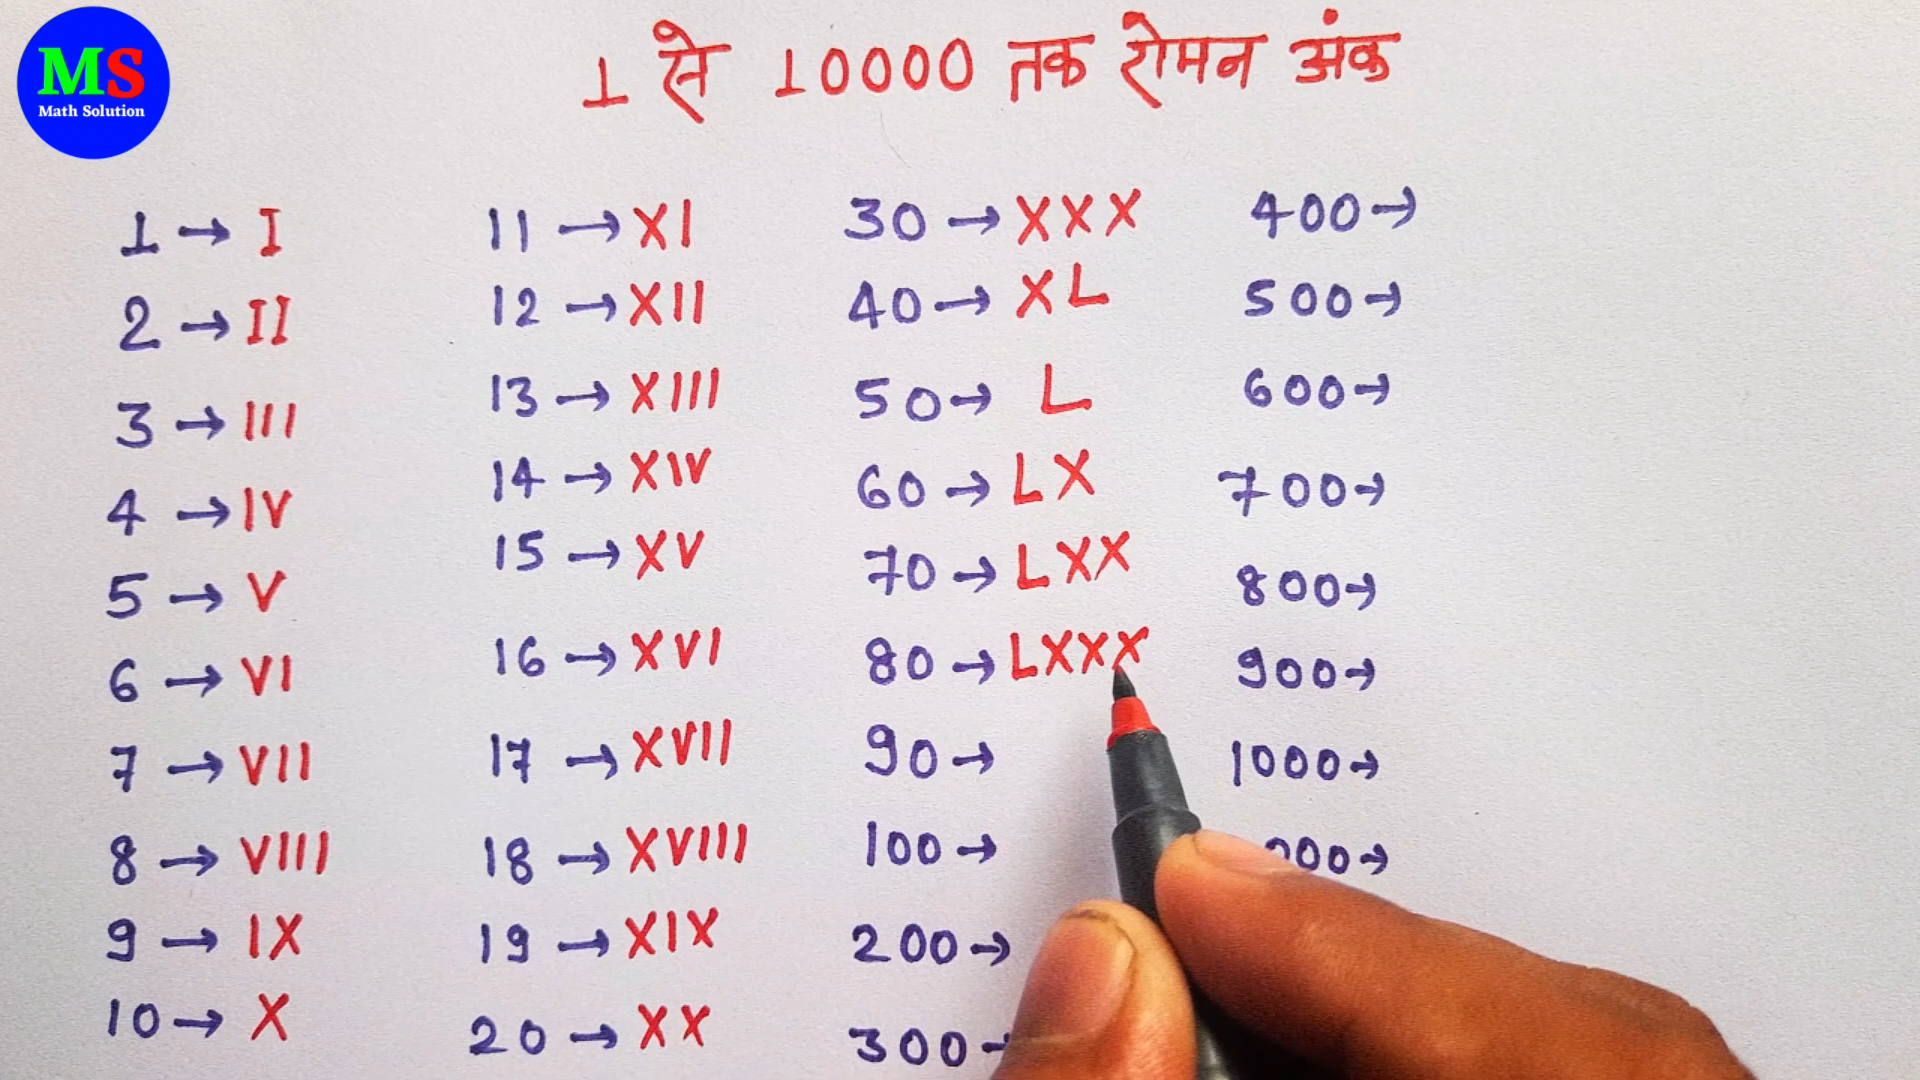 MS
Math Solution
1 से 10000 तक रोमन अंक
1 → I
2 → II
3 → III
4 → IV
5 → V
6 → VI
7 → VII
8 → VIII
9 → IX
10 → X
11 → XI
12 → XII
13 → XIII
14 → XIV
15 → XV
16 → XVI
17 → XVII
18 → XVIII
19 → XIX
20 → XX
30 → XXX
40 → XL
50 → L
60 → LX
70 → LXX
80 → LXXX
90 →
100 →
200 →
300 →
400 →
500 →
600 →
700 →
800 →
900 →
1000 →